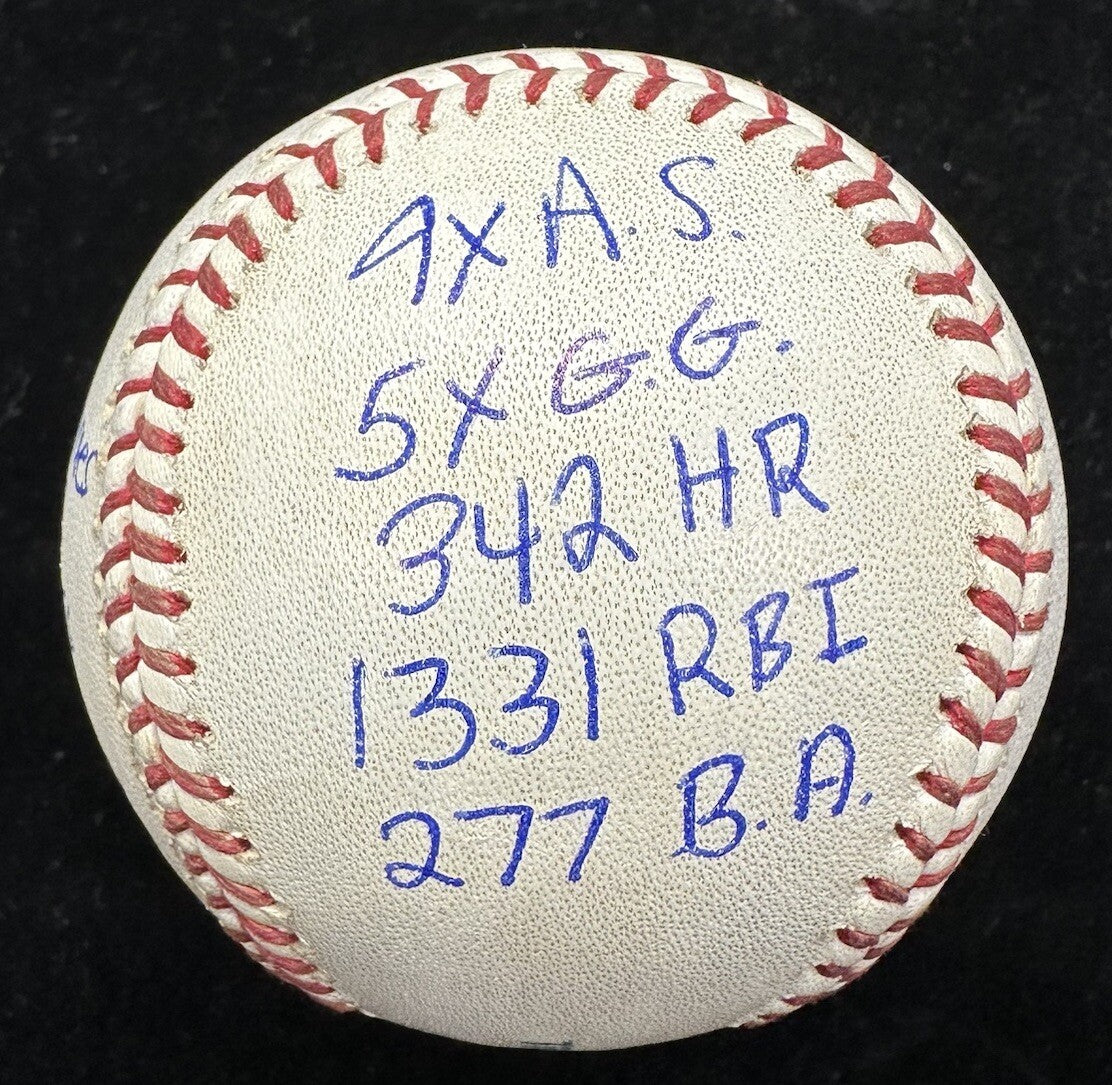 9x A.S.
5x G.G.
342 HR
1331 RBI
277 B.A.